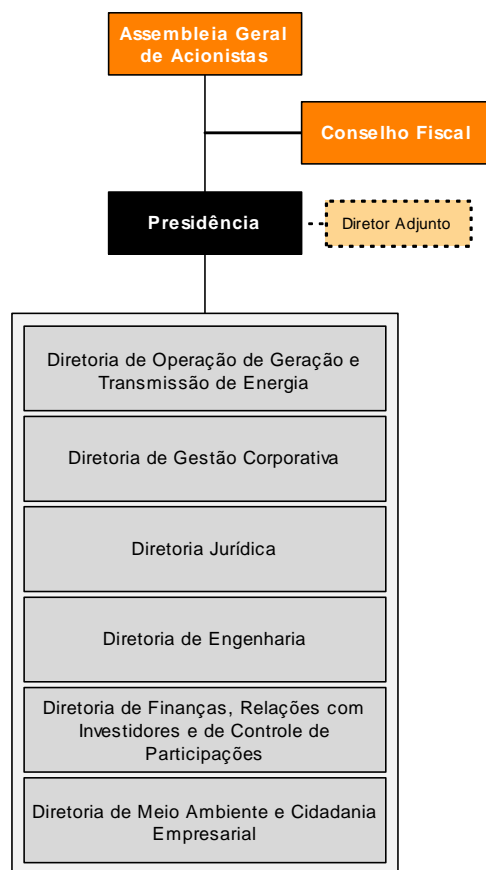 Assembleia Geral
de Acionistas
Conselho Fiscal
Presidência
Diretor Adjunto
Diretoria de Operação de Geração e
Transmissão de Energia
Diretoria de Gestão Corporativa
Diretoria Jurídica
Diretoria de Engenharia
Diretoria de Finanças, Relações com
Investidores e de Controle de
Participações
Diretoria de Meio Ambiente e Cidadania
Empresarial